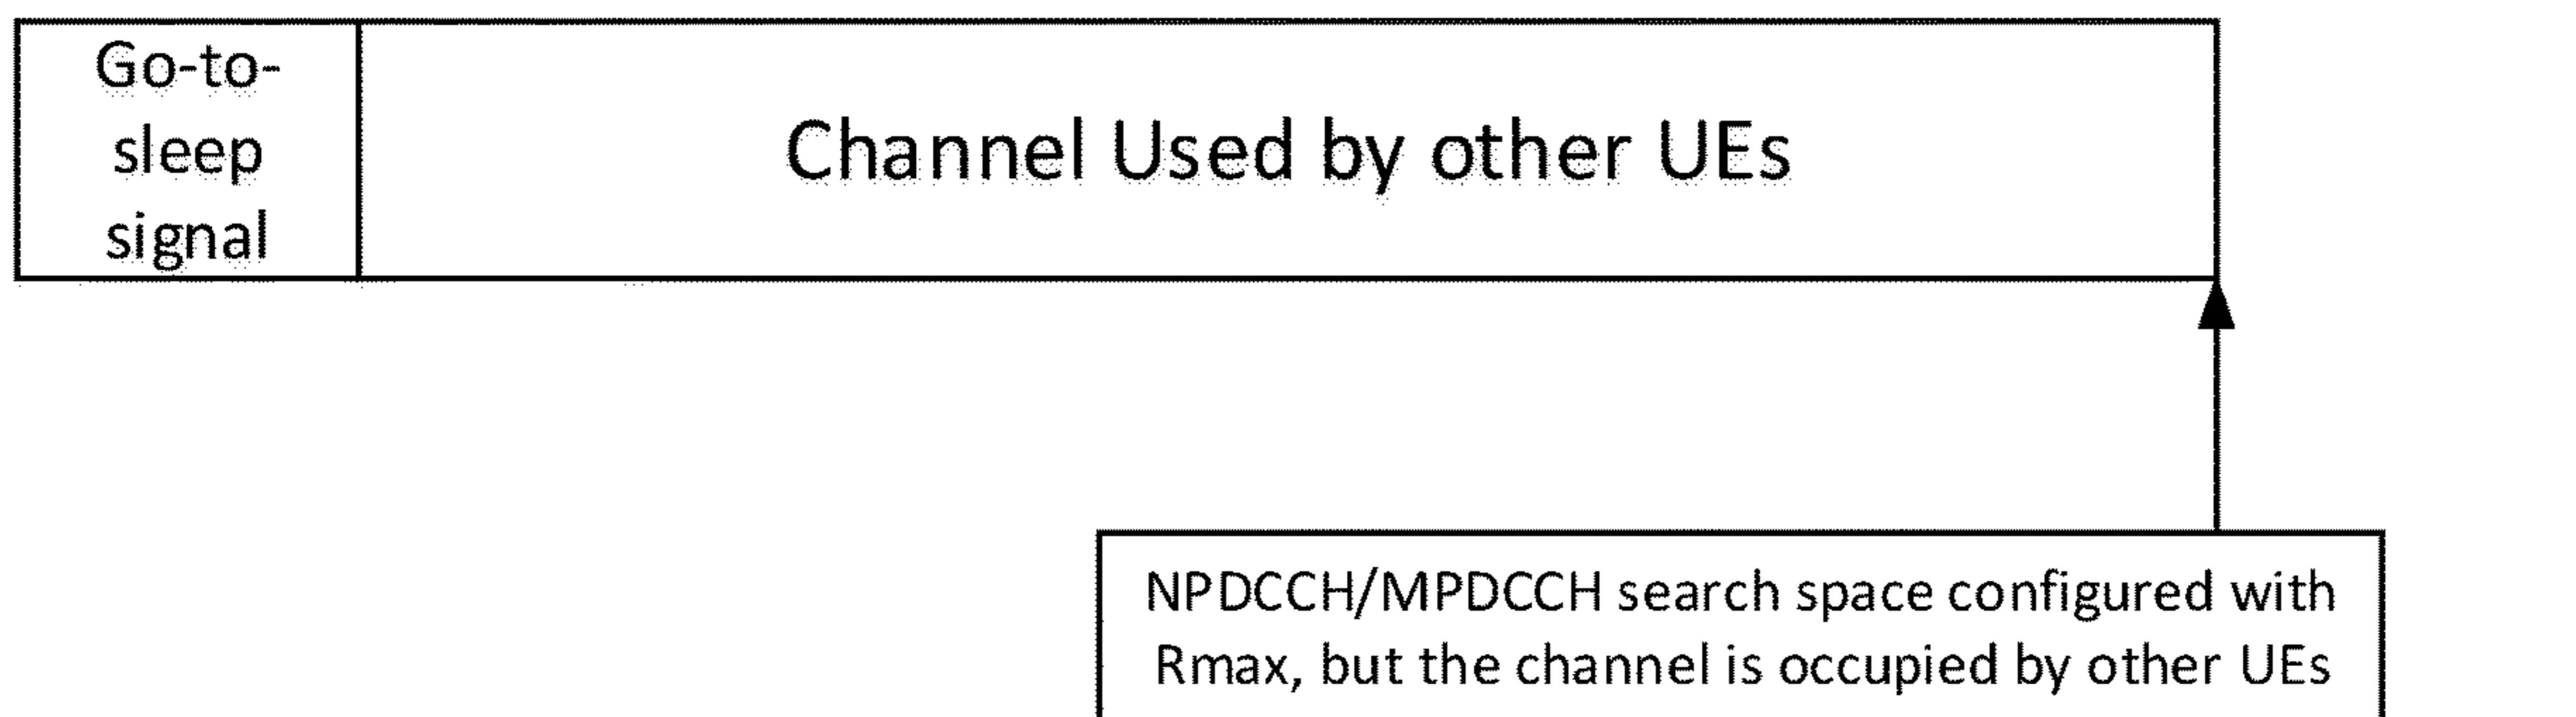 Go-to-
sleep
signal
Channel Used by other UEs
NPDCCH/MPDCCH search space configured with
Rmax, but the channel is occupied by other UEs